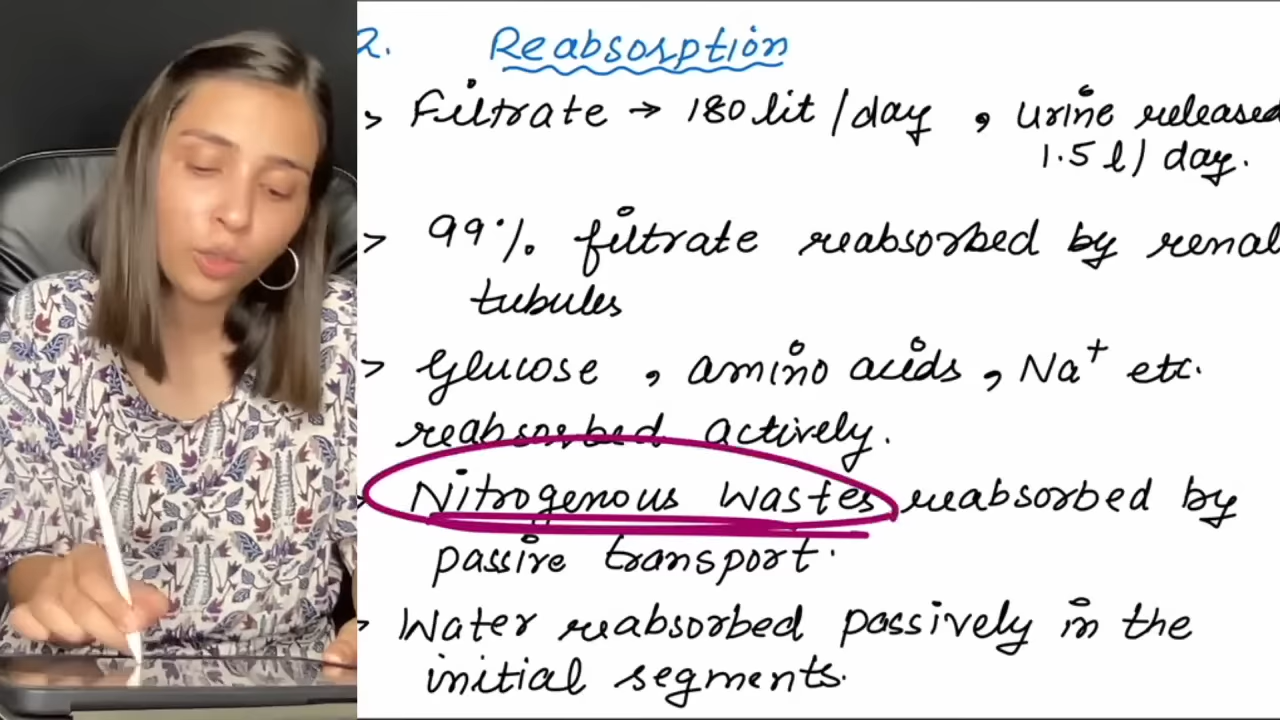 2. Reabsorption
> Filtrate → 180 lit/day , Urine released
1.5 l/day.
> 99% filtrate reabsorbed by renal
tubules
> Glucose , amino acids , Na+ etc.
reabsorbed actively.
> Nitrogenous wastes reabsorbed by
passive transport.
> Water reabsorbed passively in the
initial segments.